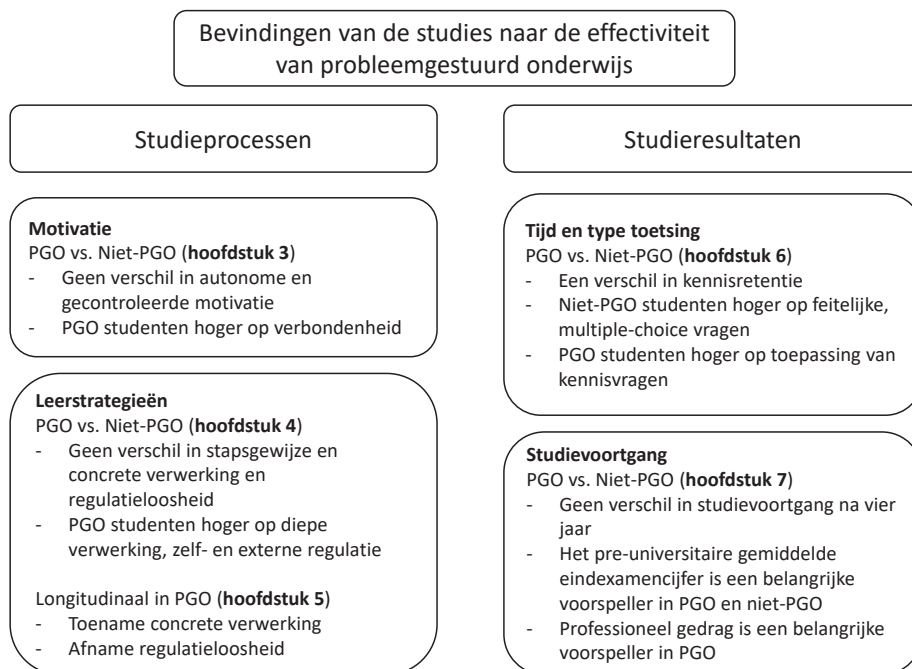 Bevindingen van de studies naar de effectiviteit
van probleemgestuurd onderwijs
Studieprocessen
Motivatie
PGO vs. Niet-PGO (hoofdstuk 3)
- Geen verschil in autonome en
gecontroleerde motivatie
- PGO studenten hoger op verbondenheid
Leerstrategieën
PGO vs. Niet-PGO (hoofdstuk 4)
- Geen verschil in stapsgewijze en
concrete verwerking en
regulatieloosheid
- PGO studenten hoger op diepe
verwerking, zelf- en externe regulatie
Longitudinaal in PGO (hoofdstuk 5)
- Toename concrete verwerking
- Afname regulatieloosheid
Studieresultaten
Tijd en type toetsing
PGO vs. Niet-PGO (hoofdstuk 6)
- Een verschil in kennisretentie
- Niet-PGO studenten hoger op feitelijke,
multiple-choice vragen
- PGO studenten hoger op toepassing van
kennisvragen
Studievoortgang
PGO vs. Niet-PGO (hoofdstuk 7)
- Geen verschil in studievoortgang na vier
jaar
- Het pre-universitaire gemiddelde
eindexamencijfer is een belangrijke
voorspeller in PGO en niet-PGO
- Professioneel gedrag is een belangrijke
voorspeller in PGO